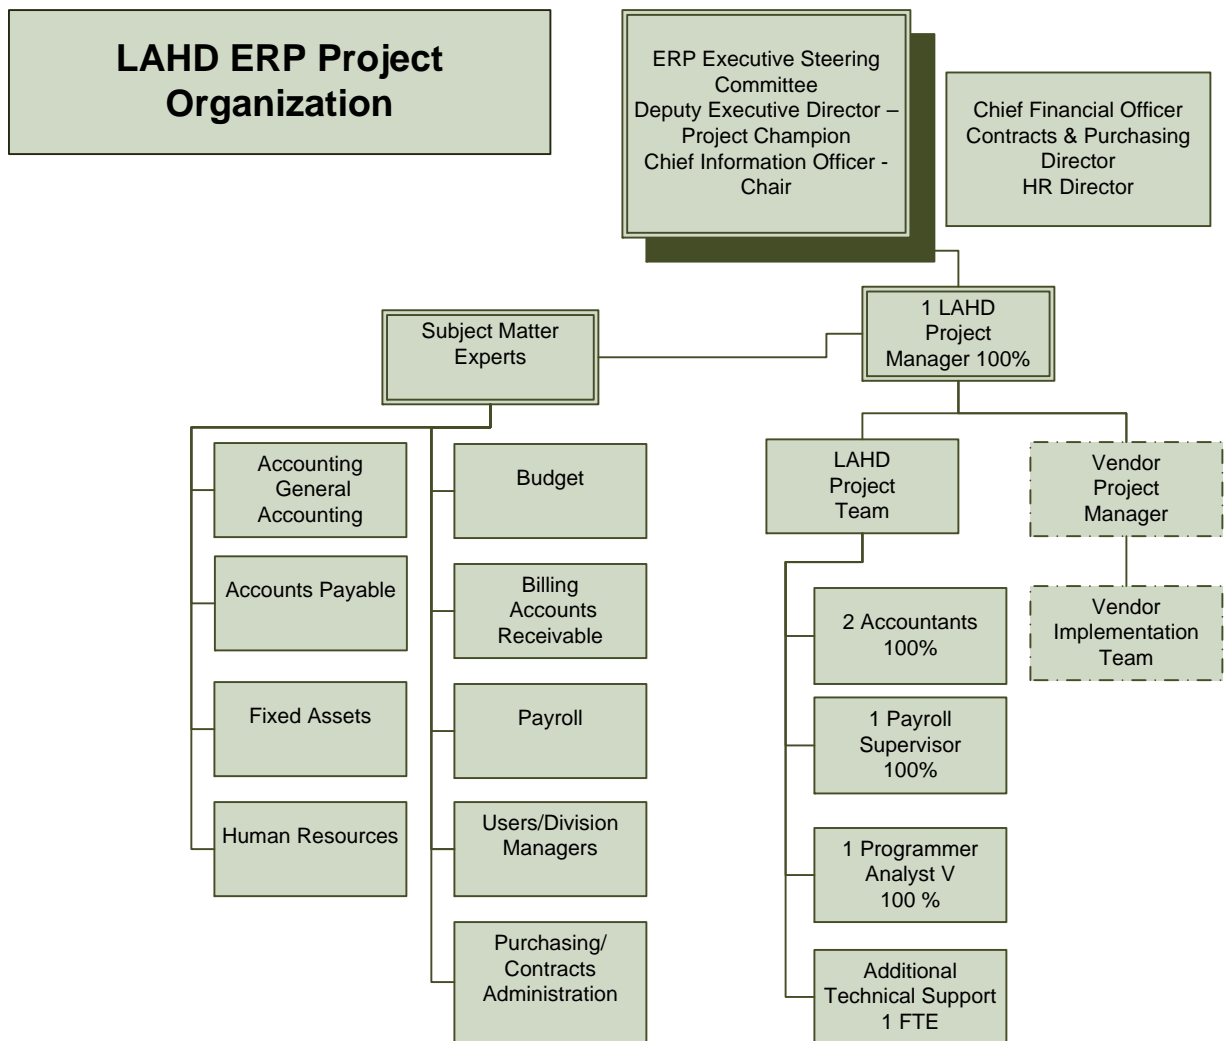 LAHD ERP Project
Organization
ERP Executive Steering
Committee
Deputy Executive Director –
Project Champion
Chief Information Officer -
Chair
Chief Financial Officer
Contracts & Purchasing
Director
HR Director
1 LAHD
Project
Manager 100%
Subject Matter
Experts
Accounting
General
Accounting
Accounts Payable
Fixed Assets
Human Resources
Budget
Billing
Accounts
Receivable
Payroll
Users/Division
Managers
Purchasing/
Contracts
Administration
LAHD
Project
Team
2 Accountants
100%
1 Payroll
Supervisor
100%
1 Programmer
Analyst V
100 %
Additional
Technical Support
1 FTE
Vendor
Project
Manager
Vendor
Implementation
Team